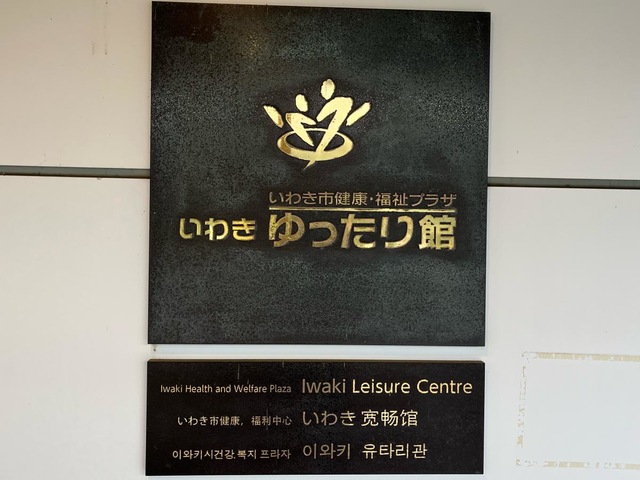 いわき市健康・福祉プラザ
いわき ゆったり館
Iwaki Health and Welfare Plaza Iwaki Leisure Centre
いわき市健康，福利中心 いわき 宽畅馆
이와키시건강.복지 프라자 이와키 유타리관